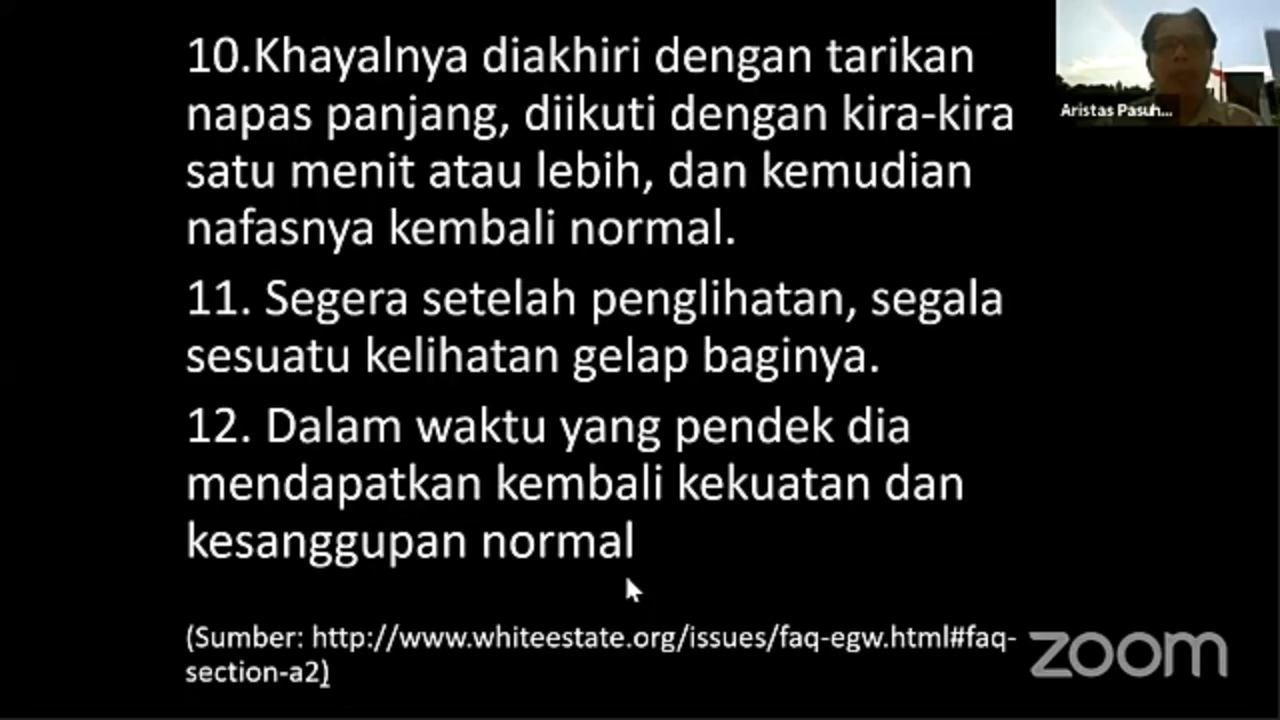 10.Khayalnya diakhiri dengan tarikan
napas panjang, diikuti dengan kira-kira
satu menit atau lebih, dan kemudian
nafasnya kembali normal.
11. Segera setelah penglihatan, segala
sesuatu kelihatan gelap baginya.
12. Dalam waktu yang pendek dia
mendapatkan kembali kekuatan dan
kesanggupan normal
(Sumber: http://www.whiteestate.org/issues/faq-egw.html#faq-
section-a2)
Aristas Pasuh...
zoom